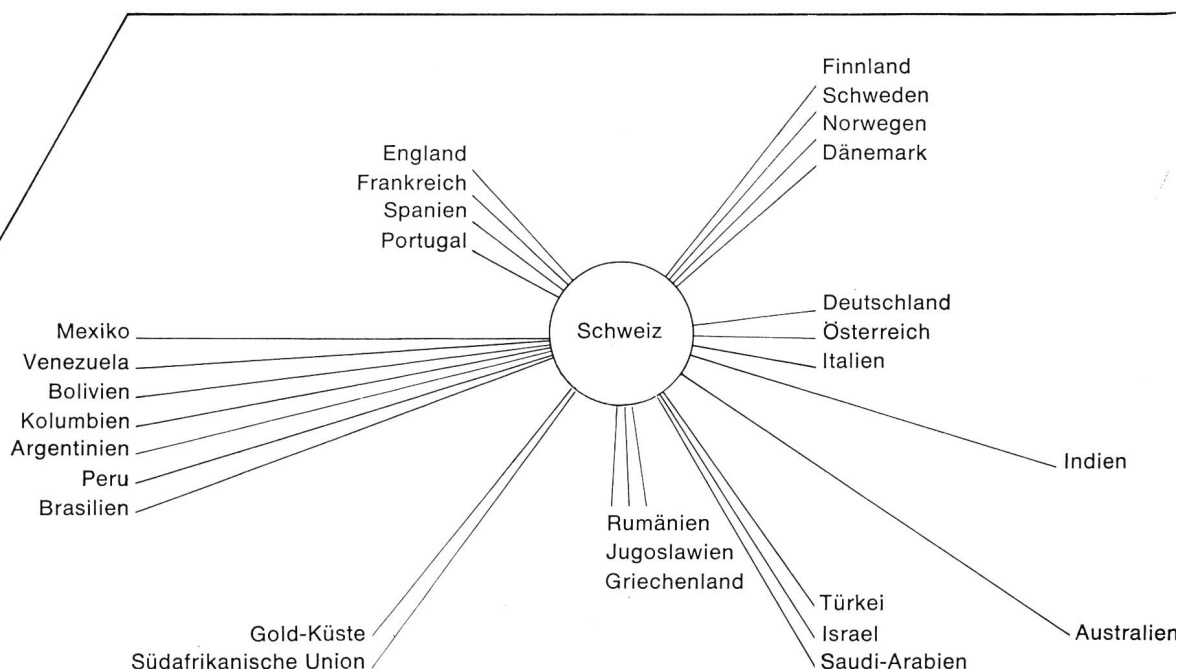 Finnland
Schweden
Norwegen
Dänemark
England
Frankreich
Spanien
Portugal
Schweiz
Deutschland
Österreich
Italien
Mexiko
Venezuela
Bolivien
Kolumbien
Argentinien
Peru
Brasilien
Indien
Rumänien
Jugoslawien
Griechenland
Gold-Küste
Südafrikanische Union
Türkei
Israel
Saudi-Arabien
Australien